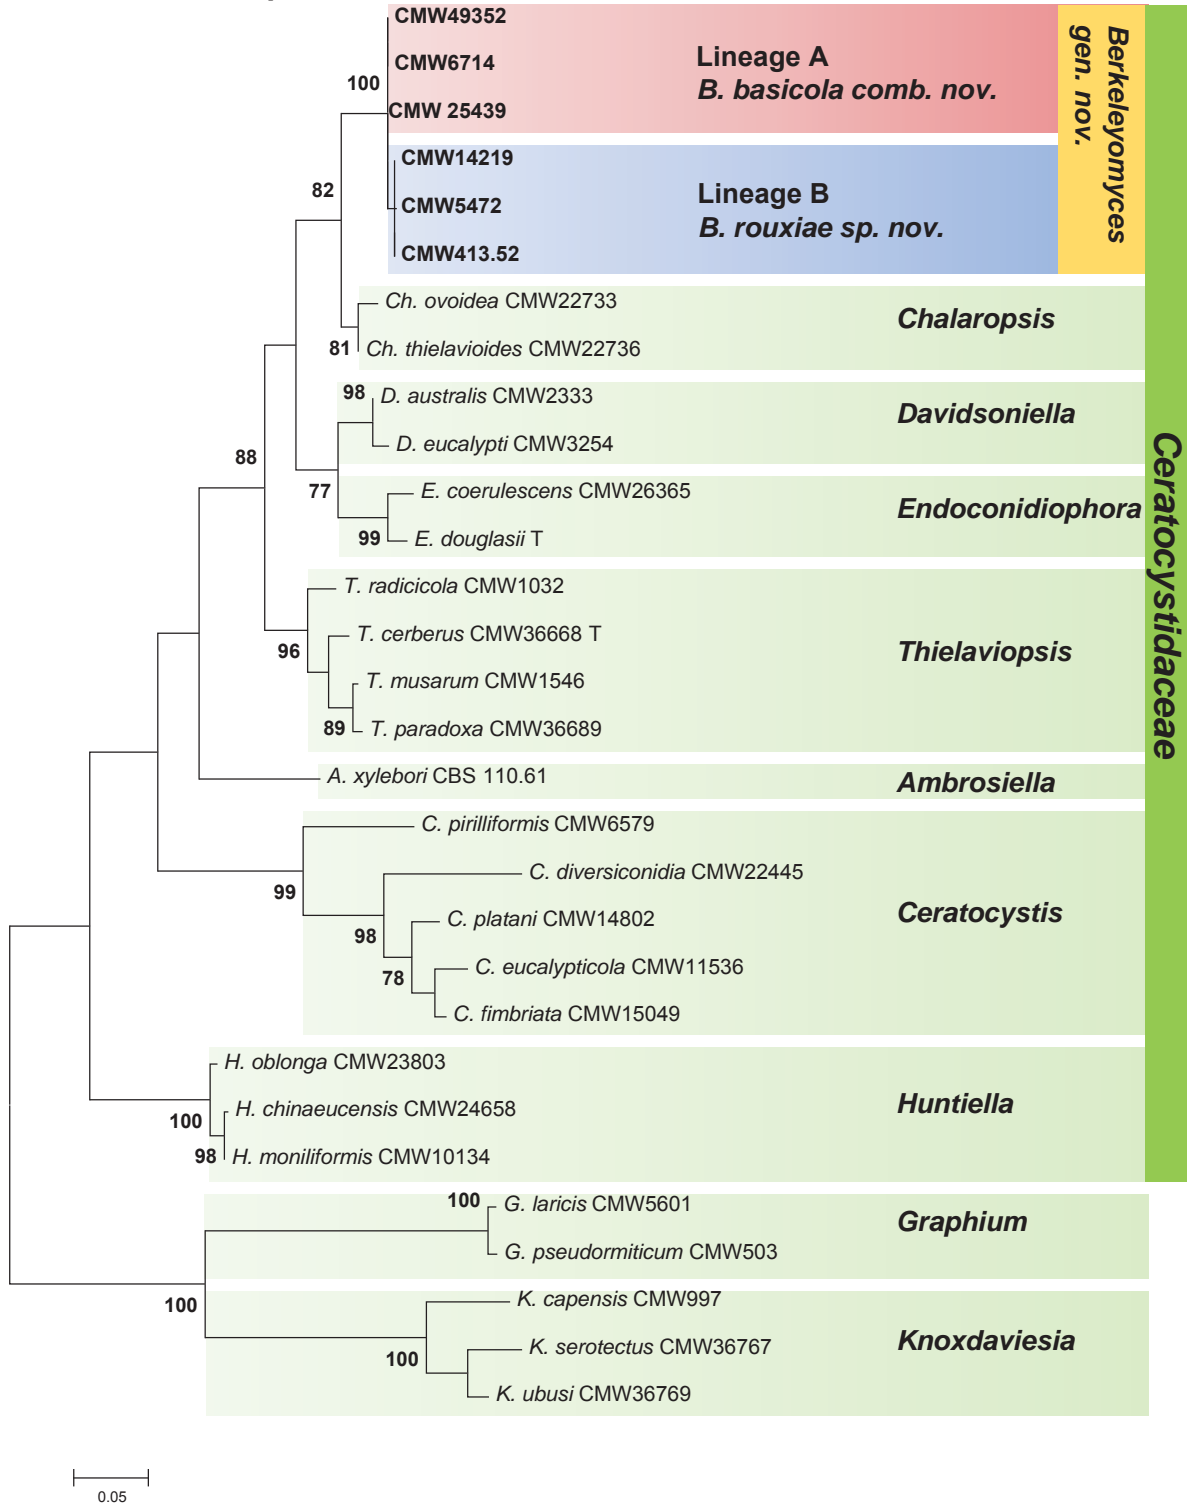 CMW49352
CMW6714
100
CMW 25439
Lineage A
B. basicola comb. nov.
Berkeleyomyces
gen. nov.
CMW14219
82
CMW5472
CMW413.52
Lineage B
B. rouxiae sp. nov.
Ch. ovoidea CMW22733
81
Ch. thielavioides CMW22736
Chalaropsis
98
D. australis CMW2333
D. eucalypti CMW3254
Davidsoniella
88
77
E. coerulescens CMW26365
99
E. douglasii T
Endoconidiophora
T. radicicola CMW1032
T. cerberus CMW36668 T
96
T. musarum CMW1546
89
T. paradoxa CMW36689
Thielaviopsis
Ceratocystidaceae
A. xylebori CBS 110.61
Ambrosiella
C. pirilliformis CMW6579
C. diversiconidia CMW22445
99
C. platani CMW14802
98
C. eucalypticola CMW11536
78
C. fimbriata CMW15049
Ceratocystis
H. oblonga CMW23803
H. chinaeucensis CMW24658
100
98
H. moniliformis CMW10134
Huntiella
100
G. laricis CMW5601
G. pseudormiticum CMW503
Graphium
100
K. capensis CMW997
K. serotectus CMW36767
100
K. ubusi CMW36769
Knoxdaviesia
0.05